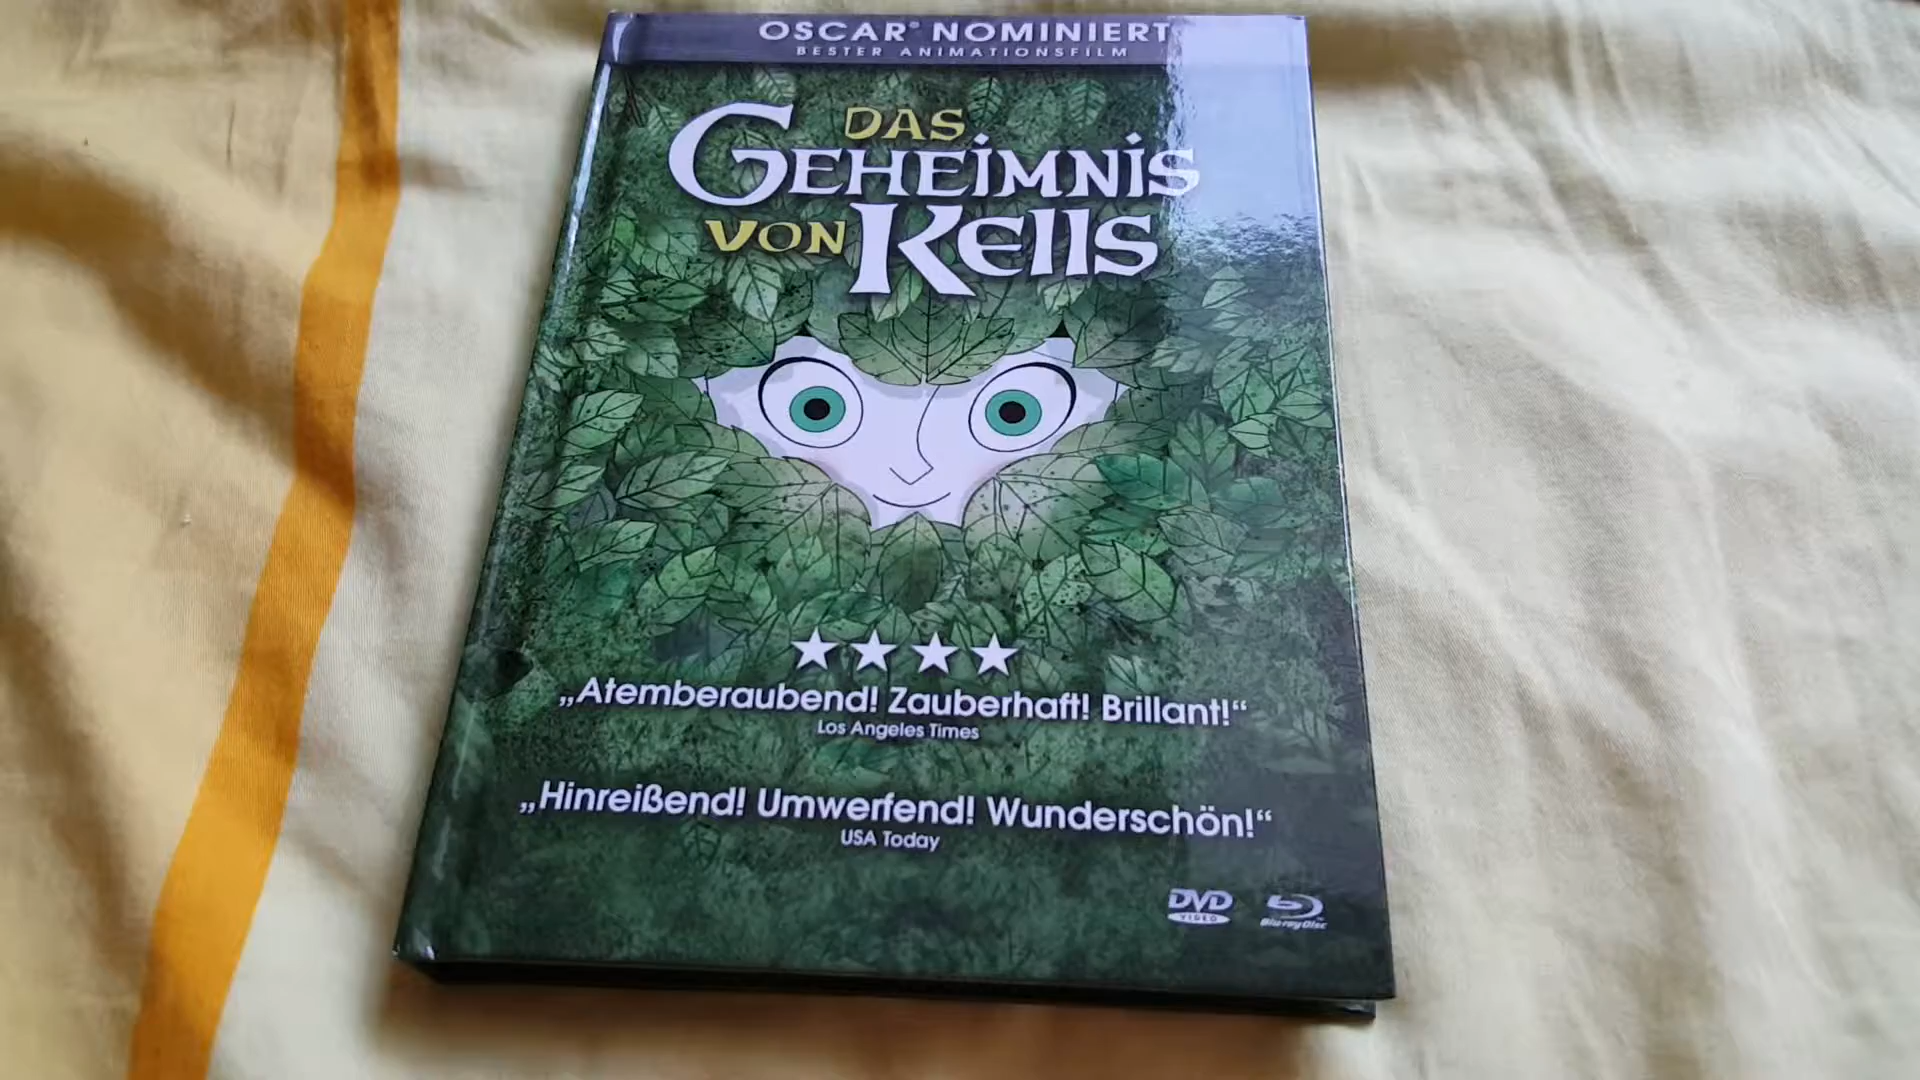 OSCAR® NOMINIERT
BESTER ANIMATIONSFILM
DAS
GEHEIMNIS
VON KELLS
„Atemberaubend! Zauberhaft! Brillant!“
Los Angeles Times
„Hinreißend! Umwerfend! Wunderschön!“
USA Today
DVD
VIDEO
Blu-ray Disc